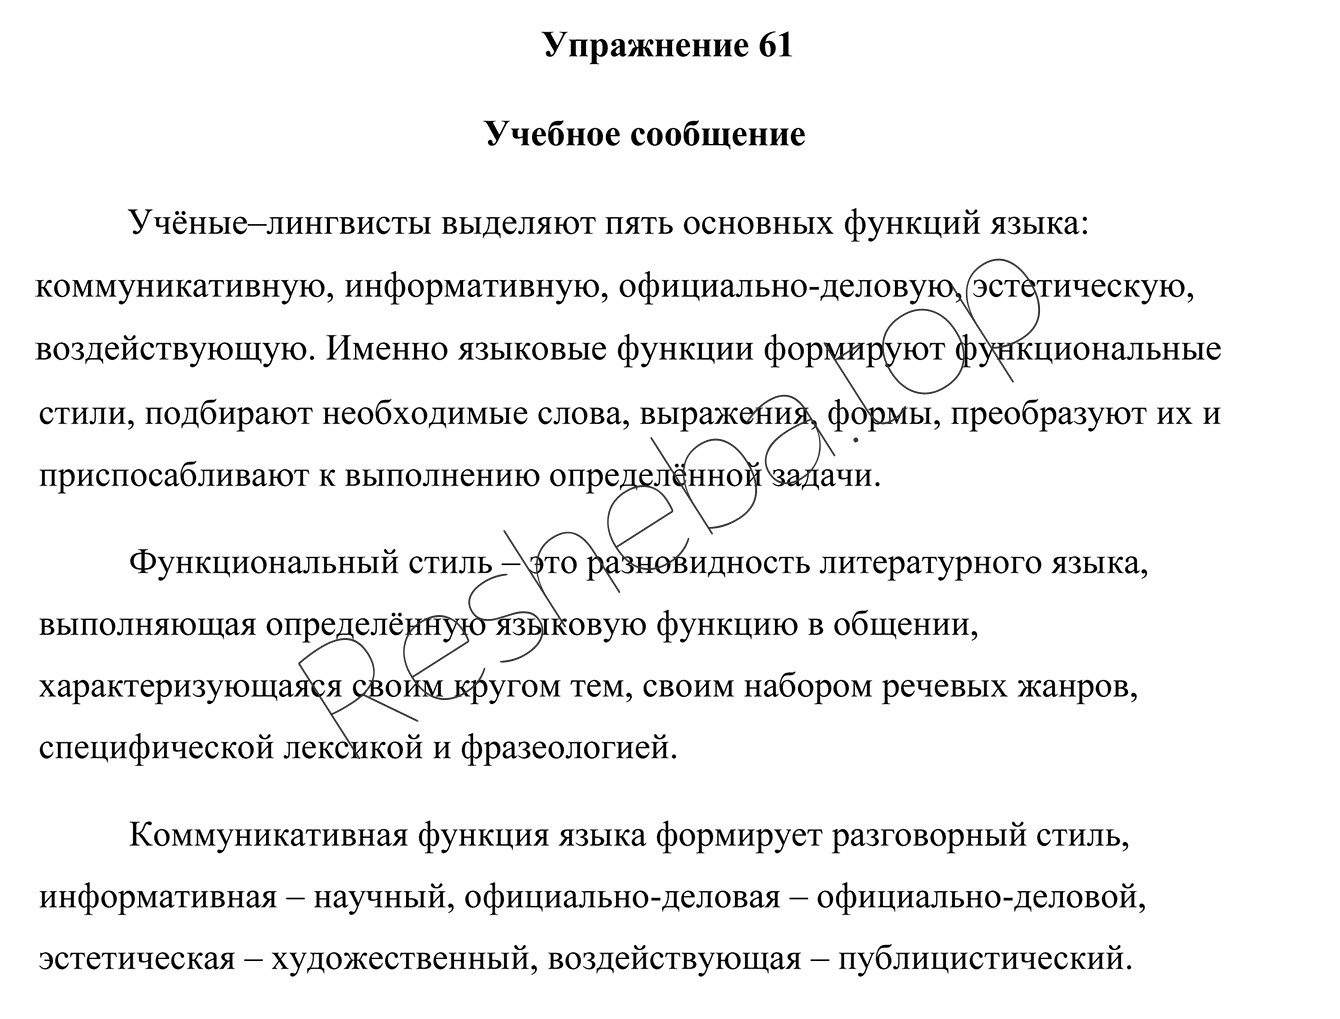 Упражнение 61
Учебное сообщение
Учёные–лингвисты выделяют пять основных функций языка:
коммуникативную, информативную, официально-деловую, эстетическую,
воздействующую. Именно языковые функции формируют функциональные
стили, подбирают необходимые слова, выражения, формы, преобразуют их и
приспосабливают к выполнению определённой задачи.
Функциональный стиль – это разновидность литературного языка,
выполняющая определённую языковую функцию в общении,
характеризующаяся своим кругом тем, своим набором речевых жанров,
специфической лексикой и фразеологией.
Коммуникативная функция языка формирует разговорный стиль,
информативная – научный, официально-деловая – официально-деловой,
эстетическая – художественный, воздействующая – публицистический.
Resheba.top